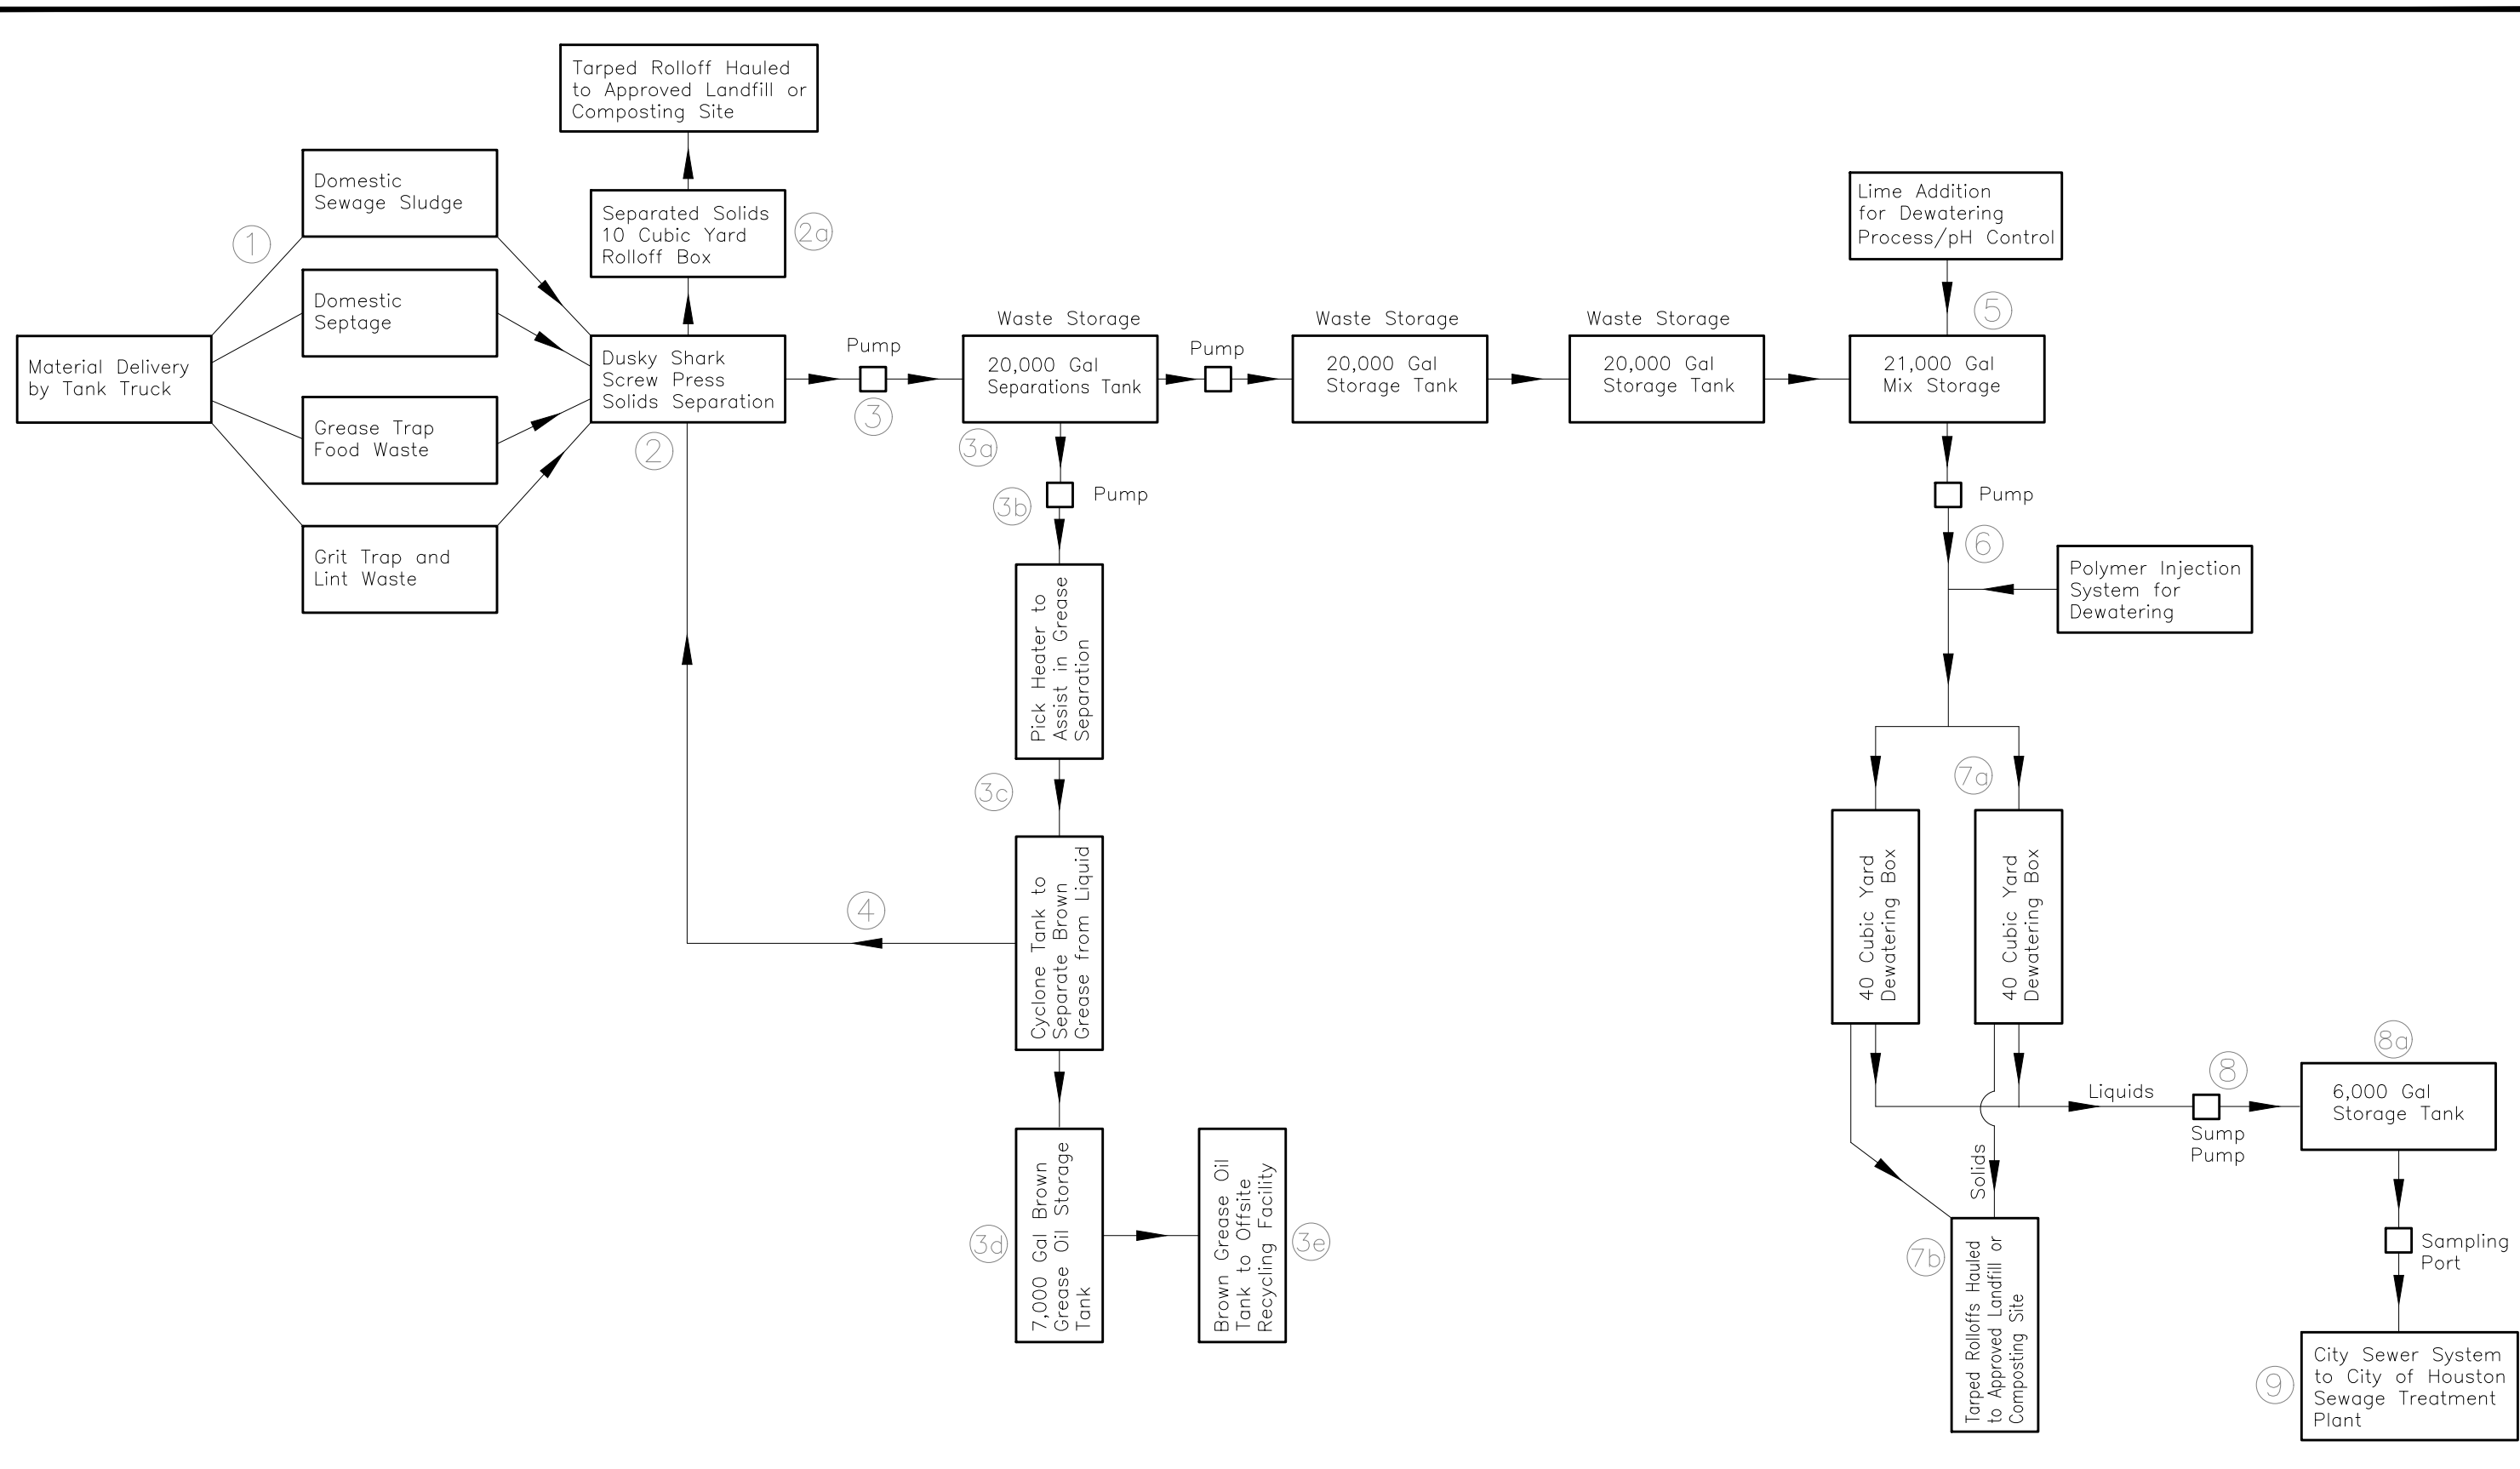 Tarped Rolloff Hauled
to Approved Landfill or
Composting Site
Domestic
Sewage Sludge
1
Separated Solids
10 Cubic Yard
Rolloff Box
2a
Domestic
Septage
Material Delivery
by Tank Truck
Grease Trap
Food Waste
Grit Trap and
Lint Waste
Dusky Shark
Screw Press
Solids Separation
2
Pump
3
Waste Storage
20,000 Gal
Separations Tank
3a
Pump
Waste Storage
20,000 Gal
Storage Tank
Waste Storage
20,000 Gal
Storage Tank
Lime Addition
for Dewatering
Process/pH Control
5
21,000 Gal
Mix Storage
3b
Pump
Pick Heater to
Assist in Grease
Separation
3c
Cyclone Tank to
Separate Brown
Grease from Liquid
4
3d
7,000 Gal Brown
Grease Oil Storage
Tank
Brown Grease Oil
Tank to Offsite
Recycling Facility
3e
Pump
6
Polymer Injection
System for
Dewatering
7a
40 Cubic Yard
Dewatering Box
40 Cubic Yard
Dewatering Box
Liquids
Solids
7b
Tarped Rolloffs Hauled
to Approved Landfill or
Composting Site
8
Sump
Pump
8a
6,000 Gal
Storage Tank
Sampling
Port
9
City Sewer System
to City of Houston
Sewage Treatment
Plant